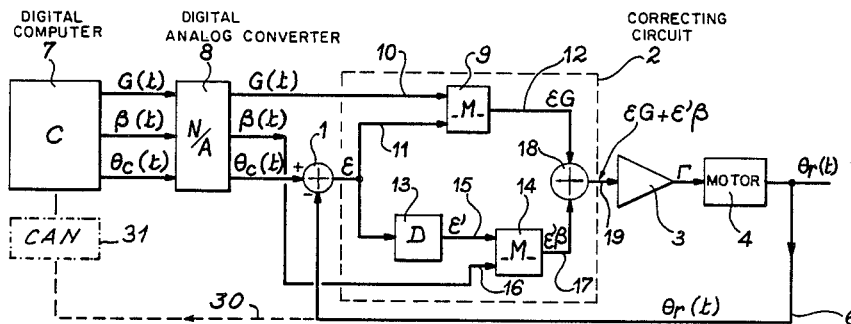 DIGITAL
COMPUTER
7
DIGITAL
ANALOG CONVERTER
8
CORRECTING
CIRCUIT
2
C
G(t)
β(t)
θc(t)
N/A
G(t)
β(t)
θc(t)
10
9
-M-
12
εG
11
1
+
-
ε
13
D
15
ε'
14
-M-
16
ε'β
17
18
+
εG+ε'β
19
3
Γ
MOTOR
4
θr(t)
CAN
31
30
θr(t)
6